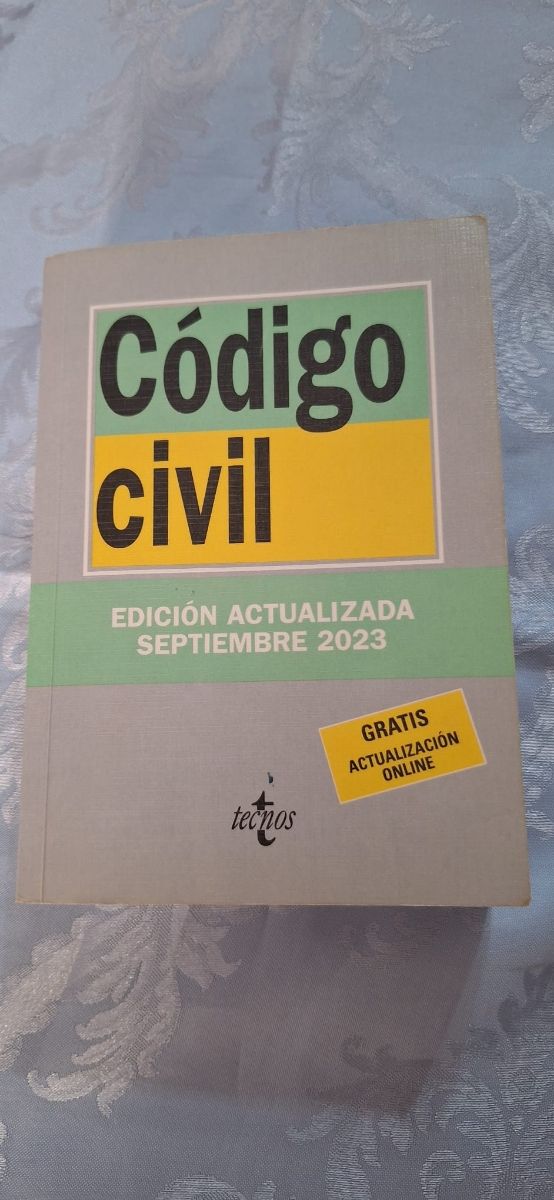 Código
civil
EDICIÓN ACTUALIZADA
SEPTIEMBRE 2023
GRATIS
ACTUALIZACIÓN
ONLINE
tecnos